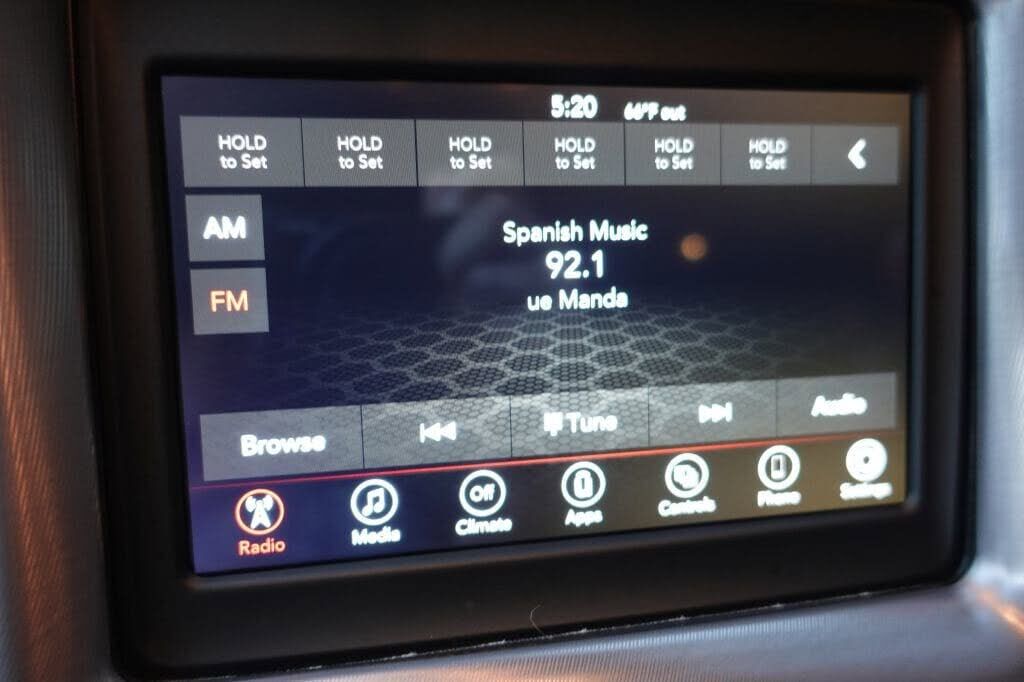 5:20 66°F out
HOLD to Set
HOLD to Set
HOLD to Set
HOLD to Set
HOLD to Set
HOLD to Set
AM
FM
Spanish Music
92.1
ue Manda
Browse
Tune
Audio
Radio
Media
Off
Climate
Apps
Controls
Phone
Settings